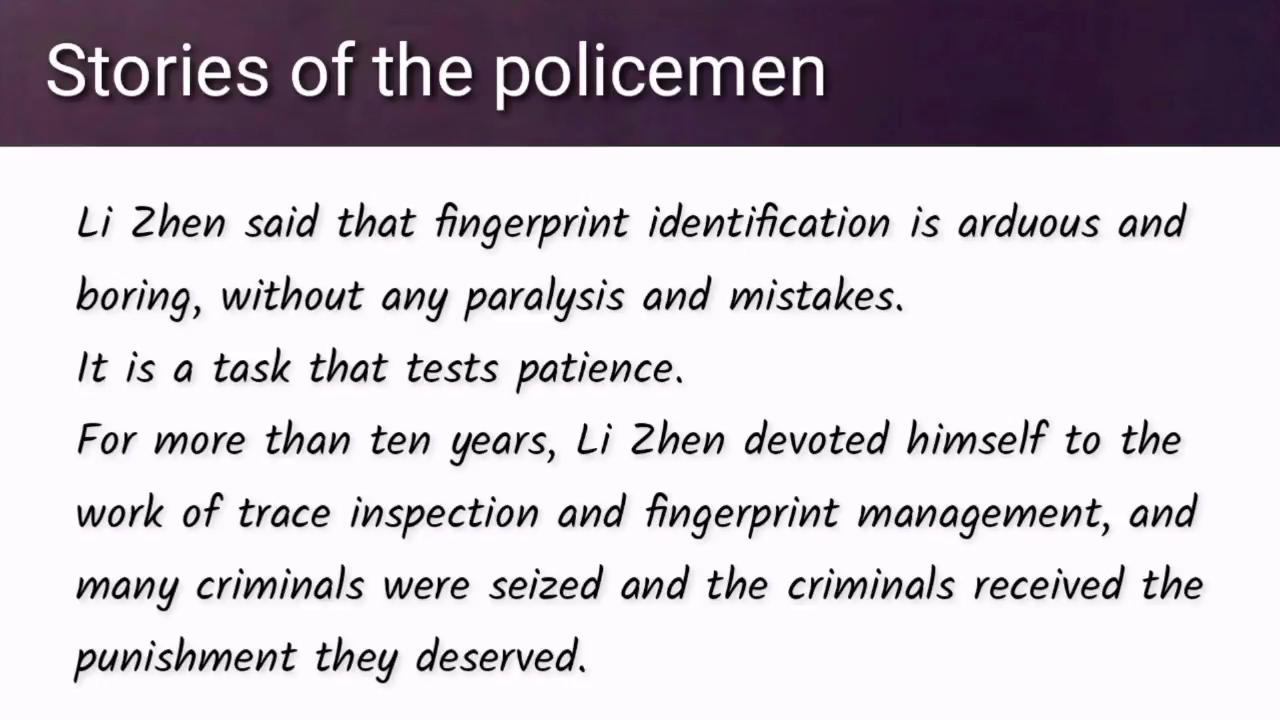 Stories of the policemen
Li Zhen said that fingerprint identification is arduous and
boring, without any paralysis and mistakes.
It is a task that tests patience.
For more than ten years, Li Zhen devoted himself to the
work of trace inspection and fingerprint management, and
many criminals were seized and the criminals received the
punishment they deserved.